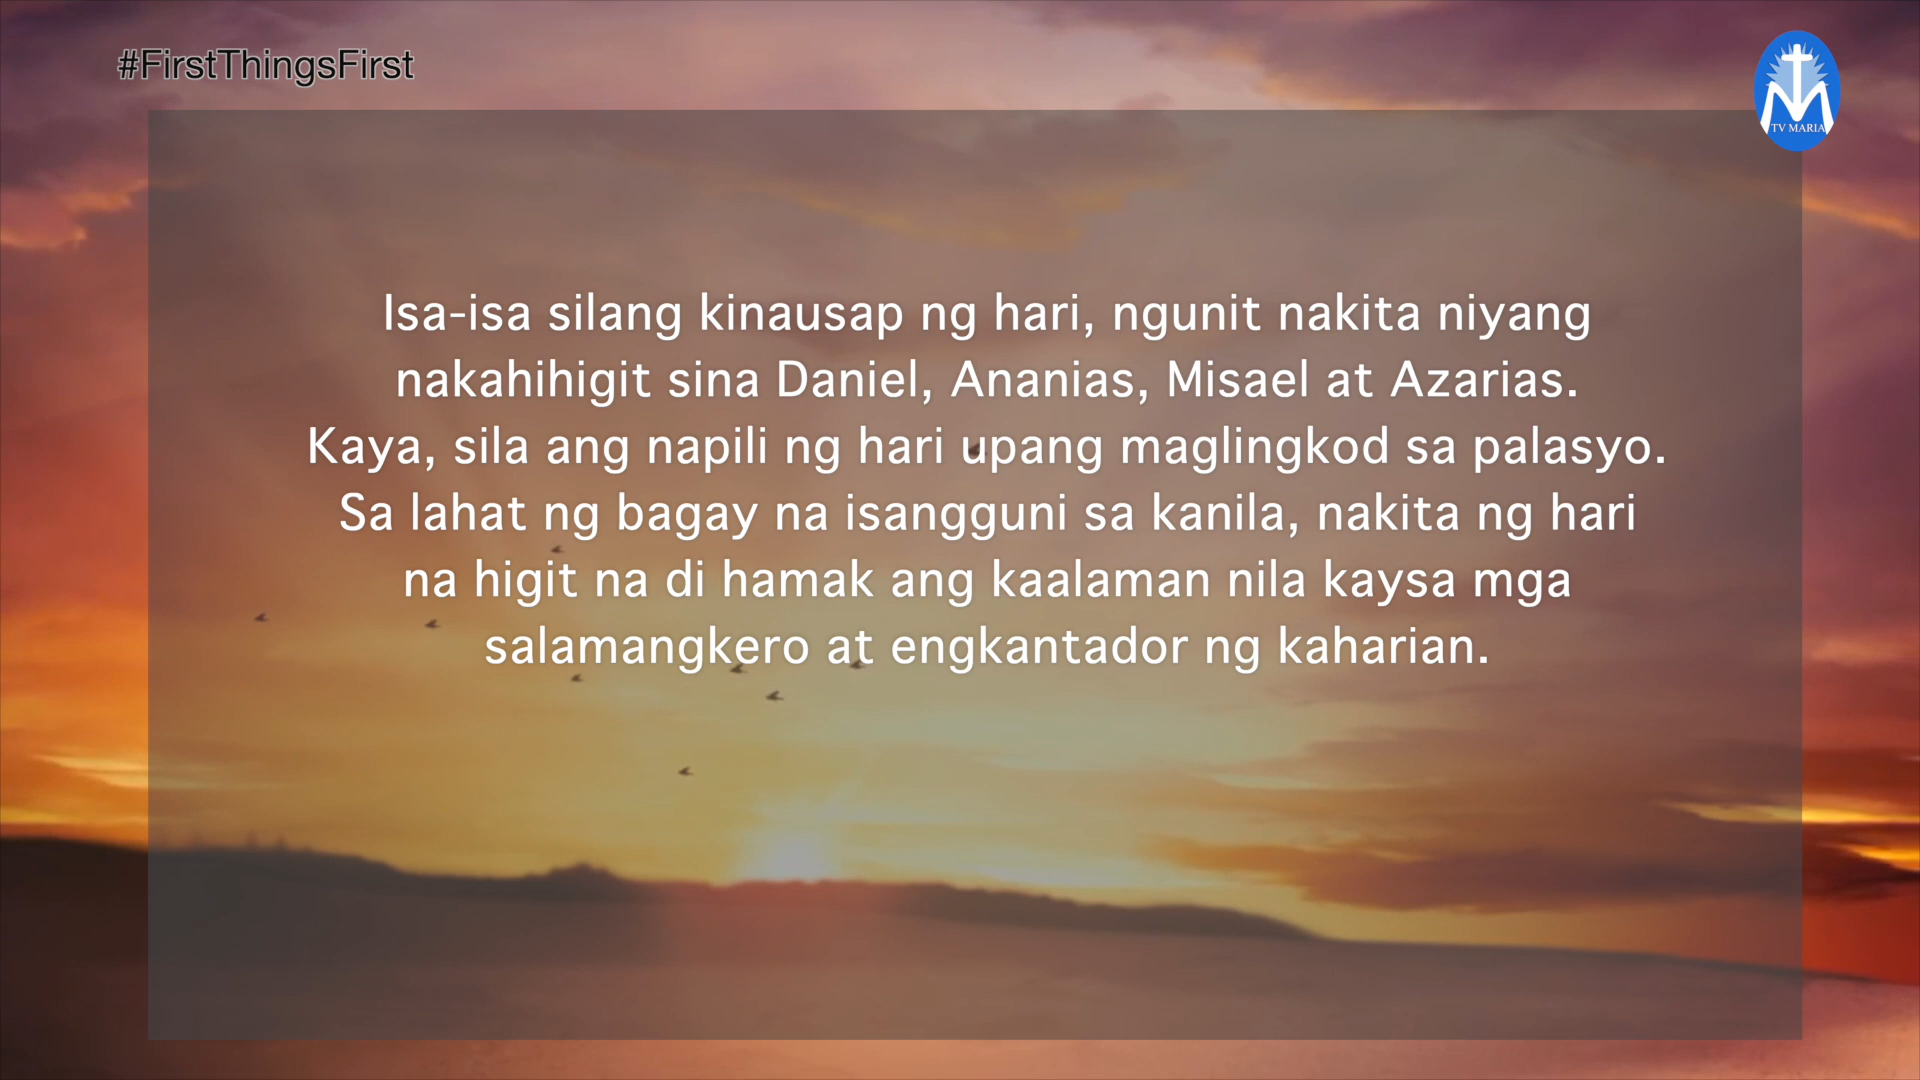 #FirstThingsFirst
TV MARIA
Isa-isa silang kinausap ng hari, ngunit nakita niyang
nakahihigit sina Daniel, Ananias, Misael at Azarias.
Kaya, sila ang napili ng hari upang maglingkod sa palasyo.
Sa lahat ng bagay na isangguni sa kanila, nakita ng hari
na higit na di hamak ang kaalaman nila kaysa mga
salamangkero at engkantador ng kaharian.